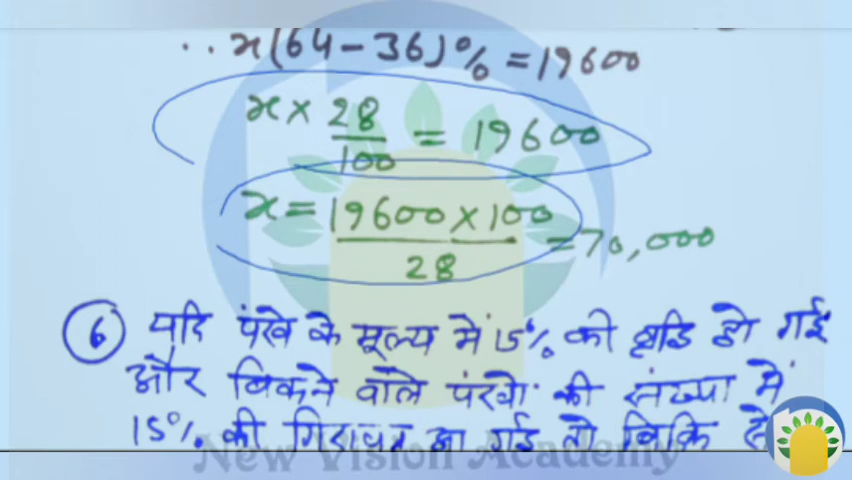 ∴ x(64-36)% = 19600
x × 28/100 = 19600
x = 19600×100/28 = 70,000
6 यदि पंखे के मूल्य में 15% की वृद्धि हो गई
और बिकने वाले पंखो की संख्या में
15% की गिरावट आ गई तो बिक्रि से
New Vision Academy